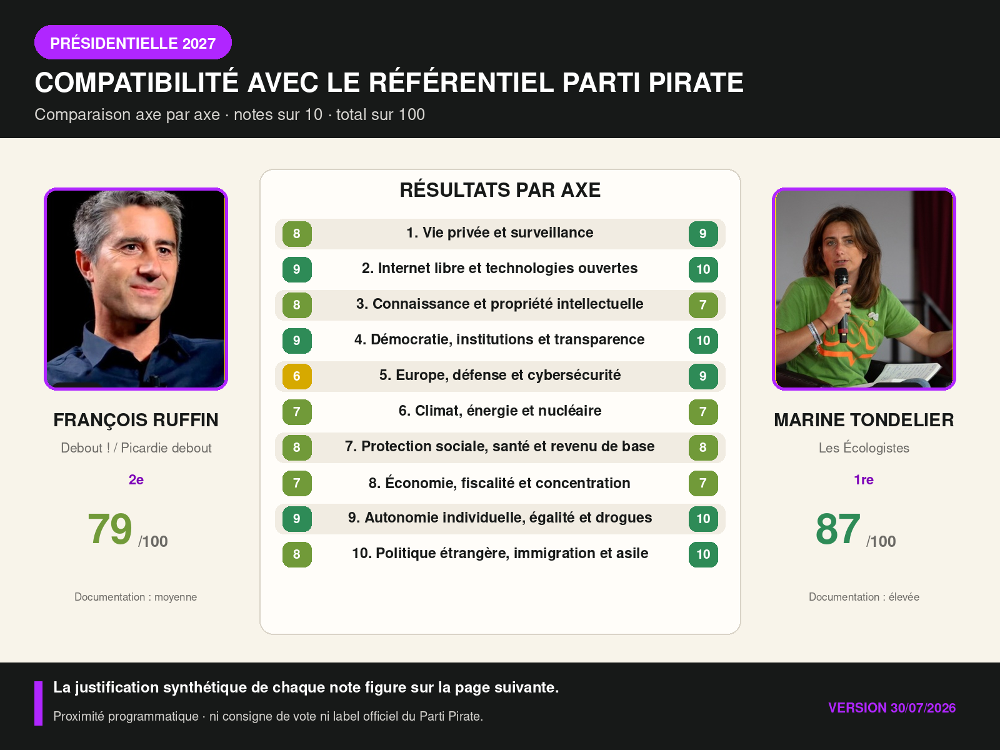 PRÉSIDENTIELLE 2027
COMPATIBILITÉ AVEC LE RÉFÉRENTIEL PARTI PIRATE
Comparaison axe par axe · notes sur 10 · total sur 100
RÉSULTATS PAR AXE
8 1. Vie privée et surveillance 9
9 2. Internet libre et technologies ouvertes 10
8 3. Connaissance et propriété intellectuelle 7
9 4. Démocratie, institutions et transparence 10
6 5. Europe, défense et cybersécurité 9
7 6. Climat, énergie et nucléaire 7
8 7. Protection sociale, santé et revenu de base 8
7 8. Économie, fiscalité et concentration 7
9 9. Autonomie individuelle, égalité et drogues 10
8 10. Politique étrangère, immigration et asile 10
FRANÇOIS RUFFIN
Debout ! / Picardie debout
2e
79 /100
Documentation : moyenne
MARINE TONDELIER
Les Écologistes
1re
87 /100
Documentation : élevée
La justification synthétique de chaque note figure sur la page suivante.
Proximité programmatique · ni consigne de vote ni label officiel du Parti Pirate.
VERSION 30/07/2026